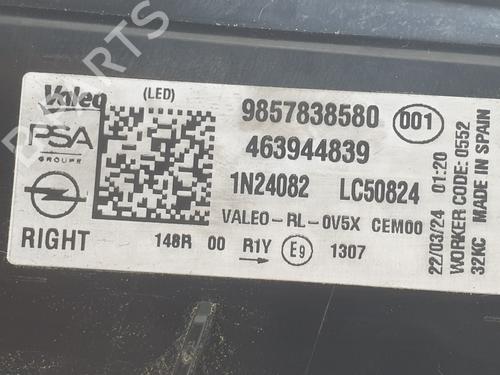 PARTS
Valeo (LED)
9857838580 001
PSA
GROUPE
463944839
1N24082 LC50824
VALEO-RL-0V5X CEM00
RIGHT 148R 00 R1Y E9 1307
22/03/24 01:20
WORKER CODE: 0552
32KC MADE IN SPAIN